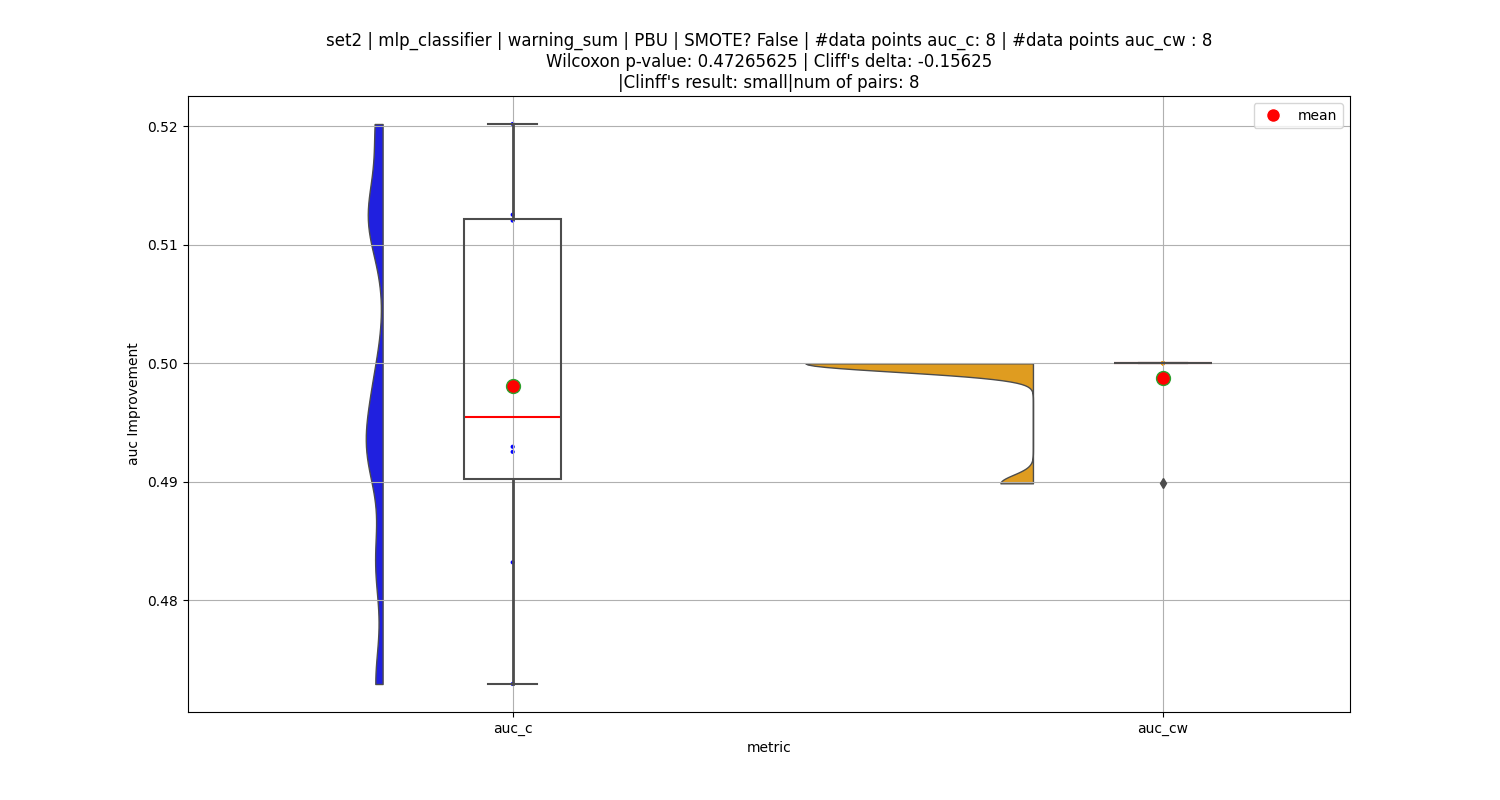 set2 | mlp_classifier | warning_sum | PBU | SMOTE? False | #data points auc_c: 8 | #data points auc_cw : 8
Wilcoxon p-value: 0.47265625 | Cliff's delta: -0.15625
|Clinff's result: small|num of pairs: 8
mean
0.52
0.51
0.50
0.49
0.48
auc Improvement
auc_c
auc_cw
metric